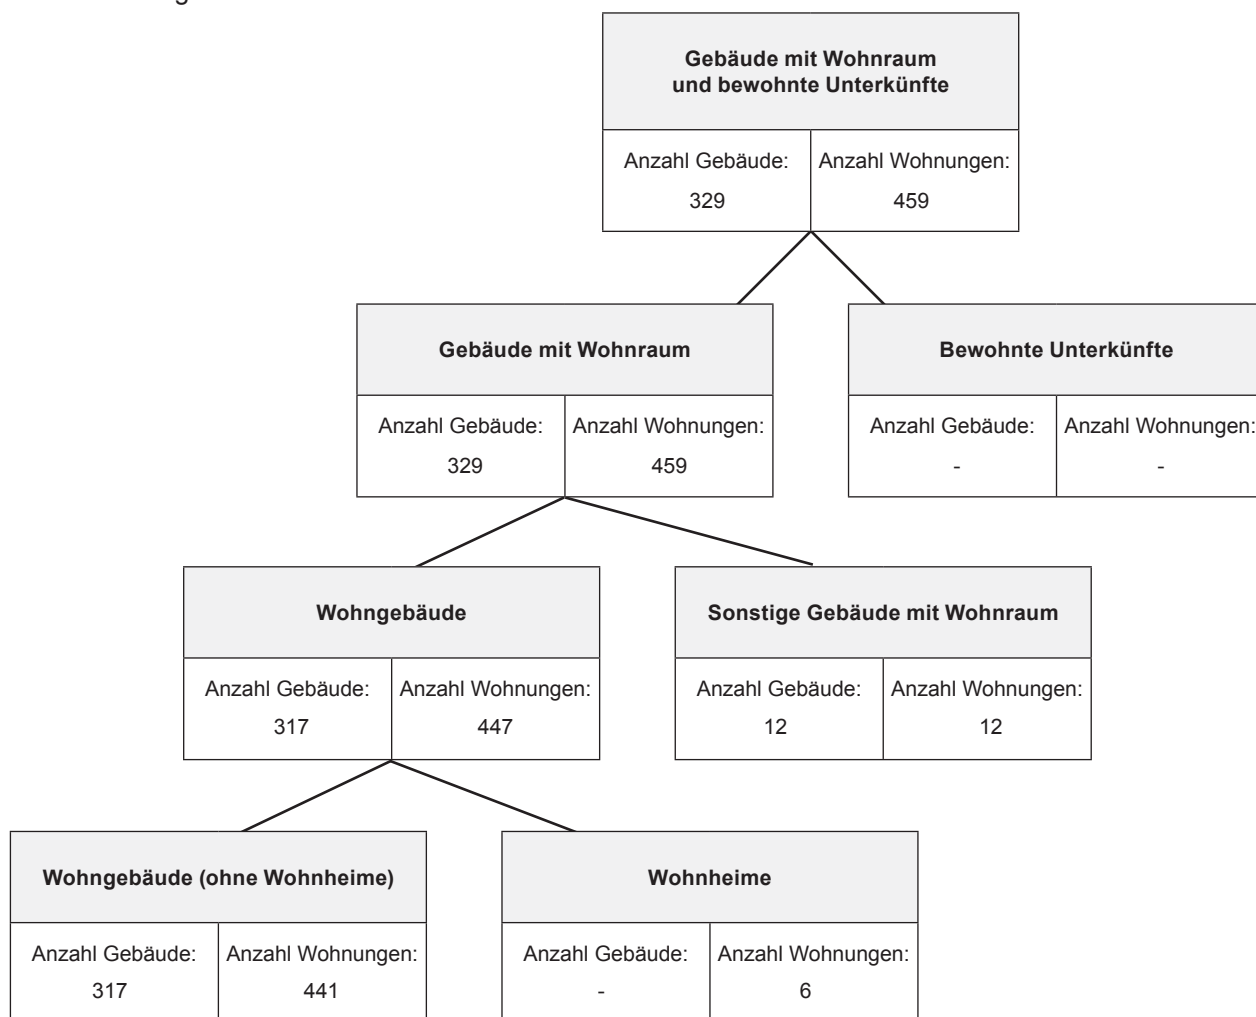 Gebäude mit Wohnraum
und bewohnte Unterkünfte
Anzahl Gebäude: Anzahl Wohnungen:
329 459
Gebäude mit Wohnraum
Anzahl Gebäude: Anzahl Wohnungen:
329 459
Bewohnte Unterkünfte
Anzahl Gebäude: Anzahl Wohnungen:
- -
Wohngebäude
Anzahl Gebäude: Anzahl Wohnungen:
317 447
Sonstige Gebäude mit Wohnraum
Anzahl Gebäude: Anzahl Wohnungen:
12 12
Wohngebäude (ohne Wohnheime)
Anzahl Gebäude: Anzahl Wohnungen:
317 441
Wohnheime
Anzahl Gebäude: Anzahl Wohnungen:
- 6